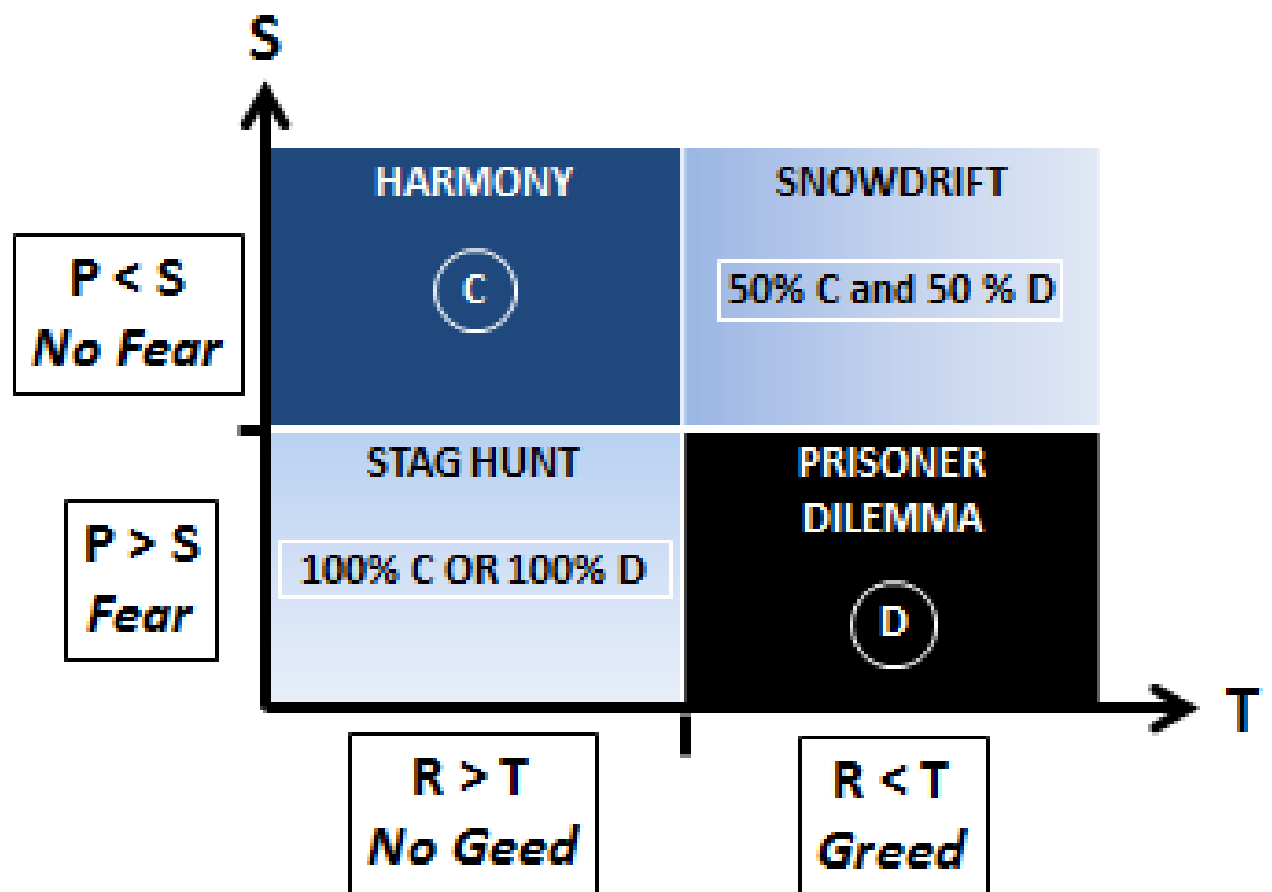 S
HARMONY
SNOWDRIFT
P < S
No Fear
C
50% C and 50 % D
STAG HUNT
PRISONER
DILEMMA
P > S
Fear
100% C OR 100% D
D
T
R > T
No Geed
R < T
Greed